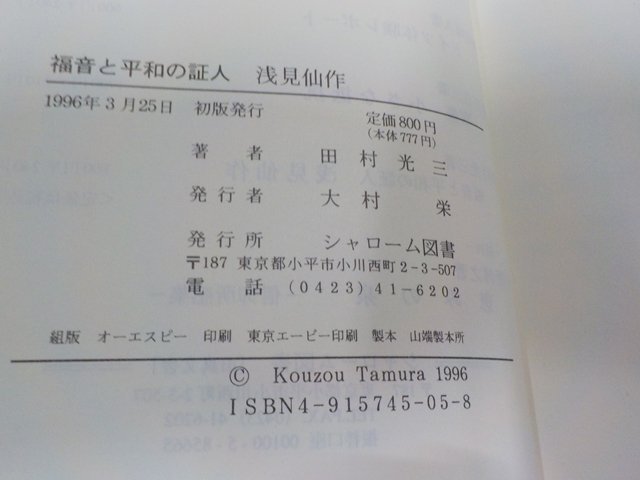 福音と平和の証人 浅見仙作
1996年3月25日 初版発行
定価800円
(本体777円)
著者 田村光三
発行者 大村栄
発行所 シャローム図書
〒187 東京都小平市小川西町2-3-507
電話 (0423)41-6202
組版 オーエスピー 印刷 東京エービー印刷 製本 山端製本所
© Kouzou Tamura 1996
ISBN4-915745-05-8